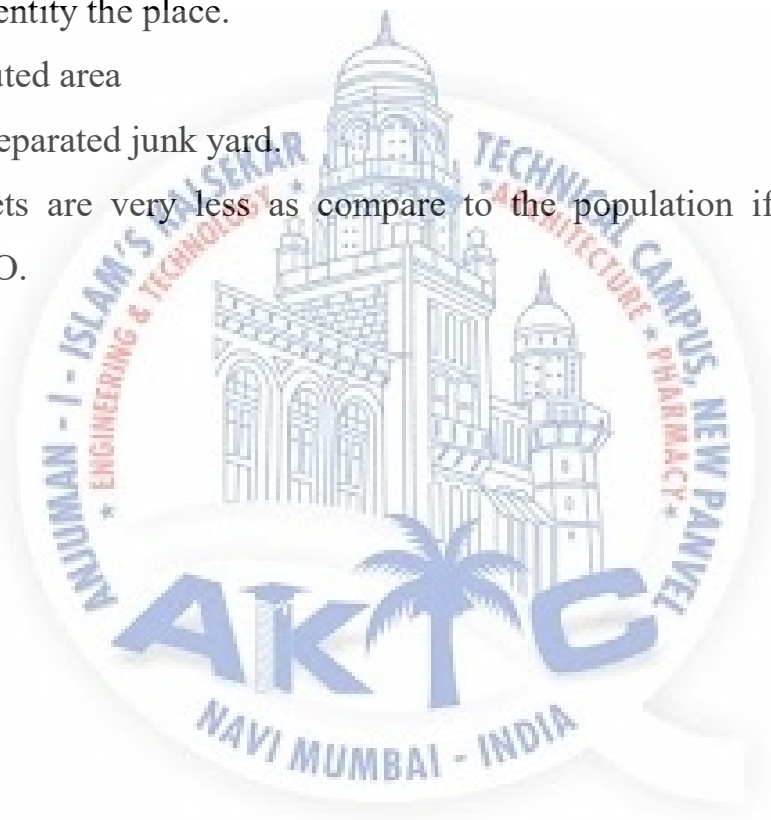 entity the place.
uted area
eparated junk yard.
ets are very less as compare to the population if
O.
ANJUMAN - I - ISLAM'S KALSEKAR TECHNICAL CAMPUS, NEW PANVEL
★ ENGINEERING & TECHNOLOGY ★ ★ ARCHITECTURE ★ PHARMACY ★
AKTC
NAVI MUMBAI - INDIA